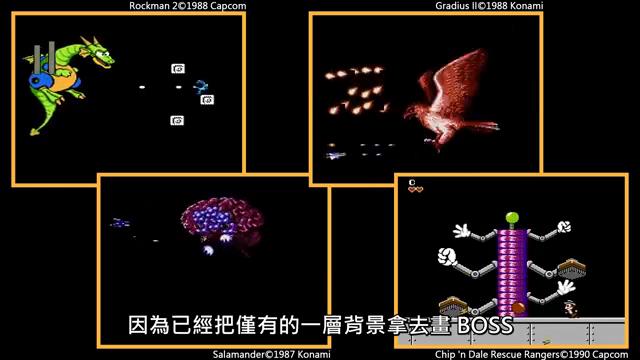 Rockman 2©1988 Capcom
Gradius II©1988 Konami
因為已經把僅有的一層背景拿去畫 BOSS
Salamander©1987 Konami
Chip 'n Dale Rescue Rangers©1990 Capcom